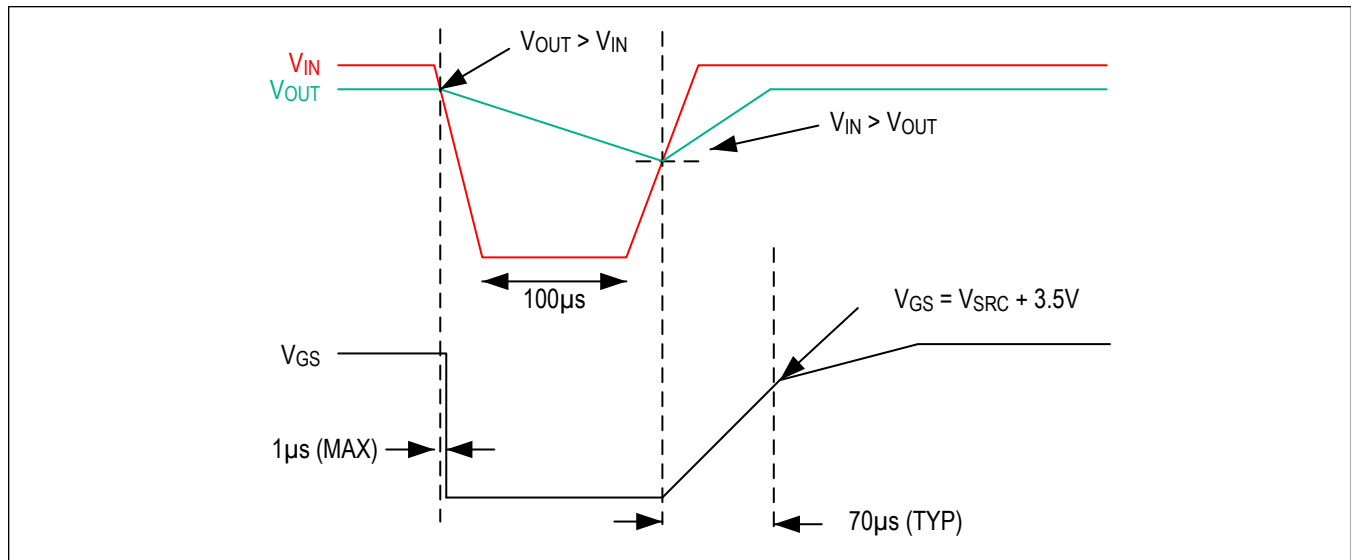 VOUT > VIN
VIN
VOUT
VIN > VOUT
100µs
VGS = VSRC + 3.5V
VGS
1µs (MAX)
70µs (TYP)